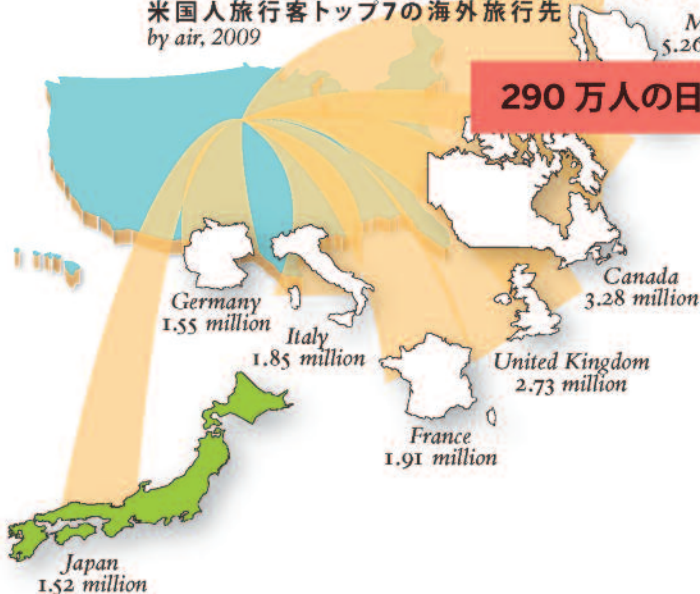 米国人旅行客トップ7の海外旅行先
by air, 2009
M
5.26
290 万人の日
Canada
3.28 million
Germany
1.55 million
Italy
1.85 million
United Kingdom
2.73 million
France
1.91 million
Japan
1.52 million